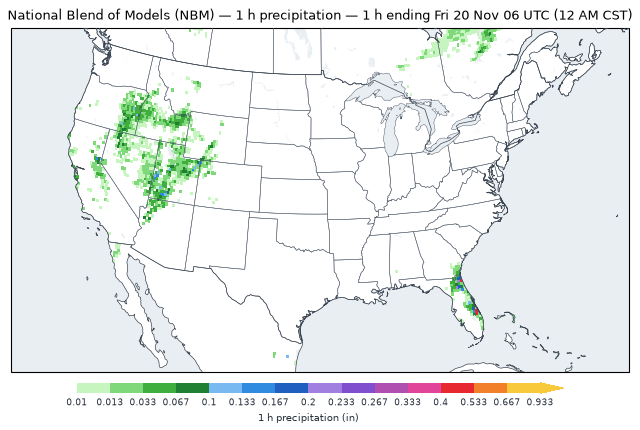 National Blend of Models (NBM) — 1 h precipitation — 1 h ending Fri 20 Nov 06 UTC (12 AM CST)
0.01 0.013 0.033 0.067 0.1 0.133 0.167 0.2 0.233 0.267 0.333 0.4 0.533 0.667 0.933
1 h precipitation (in)